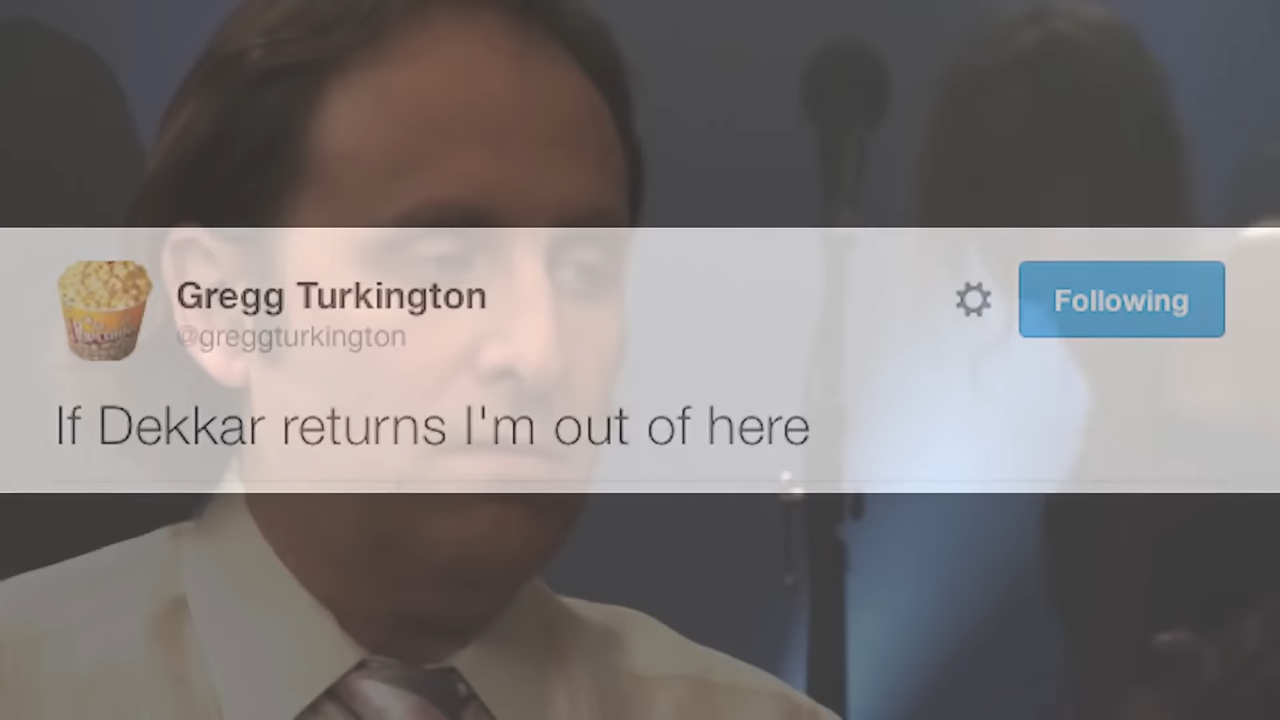 Gregg Turkington
@greggturkington
Following
If Dekkar returns I'm out of here